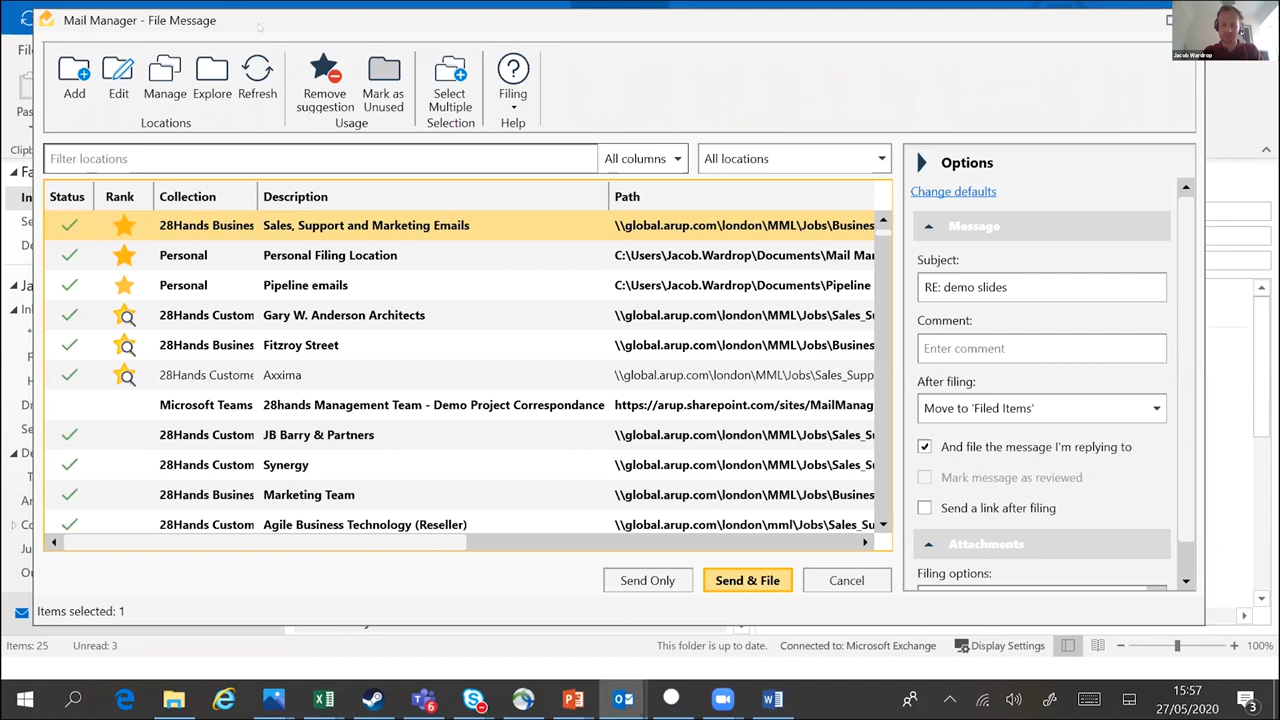 Mail Manager - File Message
Jacob Wardrop
Add
Edit
Manage
Explore
Refresh
Locations
Remove
suggestion
Mark as
Unused
Usage
Select
Multiple
Selection
Filing
Help
Filter locations
All columns
All locations
Status Rank Collection Description Path
28Hands Busines Sales, Support and Marketing Emails \\global.arup.com\london\MML\Jobs\Busines
Personal Personal Filing Location C:\Users\Jacob.Wardrop\Documents\Mail Mar
Personal Pipeline emails C:\Users\Jacob.Wardrop\Documents\Pipeline
28Hands Custom Gary W. Anderson Architects \\global.arup.com\london\MML\Jobs\Sales_Su
28Hands Busines Fitzroy Street \\global.arup.com\london\MML\Jobs\Busines
28Hands Custome Axxima \\global.arup.com\london\MML\Jobs\Sales_Supp
Microsoft Teams 28hands Management Team - Demo Project Correspondance https://arup.sharepoint.com/sites/MailManag
28Hands Custom JB Barry & Partners \\global.arup.com\london\MML\Jobs\Sales_Su
28Hands Custom Synergy \\global.arup.com\london\MML\Jobs\Sales_Su
28Hands Busines Marketing Team \\global.arup.com\london\MML\Jobs\Busines
28Hands Custom Agile Business Technology (Reseller) \\global.arup.com\london\mml\Jobs\Sales_Su
Send Only
Send & File
Cancel
Items selected: 1
Options
Change defaults
Message
Subject:
RE: demo slides
Comment:
Enter comment
After filing:
Move to 'Filed Items'
And file the message I'm replying to
Mark message as reviewed
Send a link after filing
Attachments
Filing options:
Items: 25 Unread: 3 This folder is up to date. Connected to: Microsoft Exchange Display Settings 100%
6
15:57
27/05/2020
3